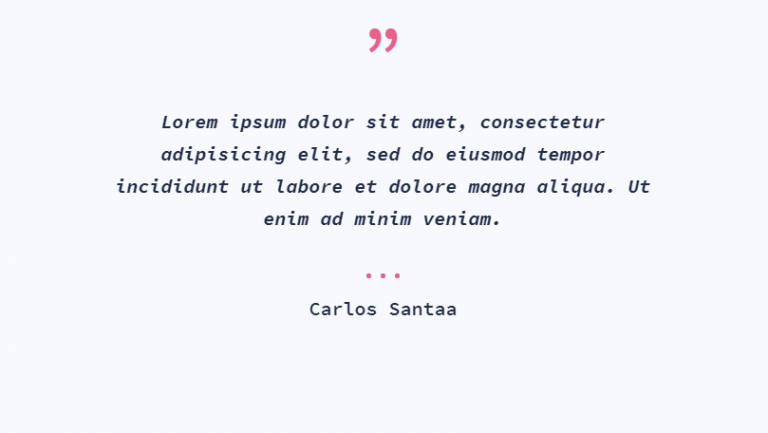 ”
Lorem ipsum dolor sit amet, consectetur
adipisicing elit, sed do eiusmod tempor
incididunt ut labore et dolore magna aliqua. Ut
enim ad minim veniam.
...
Carlos Santaa